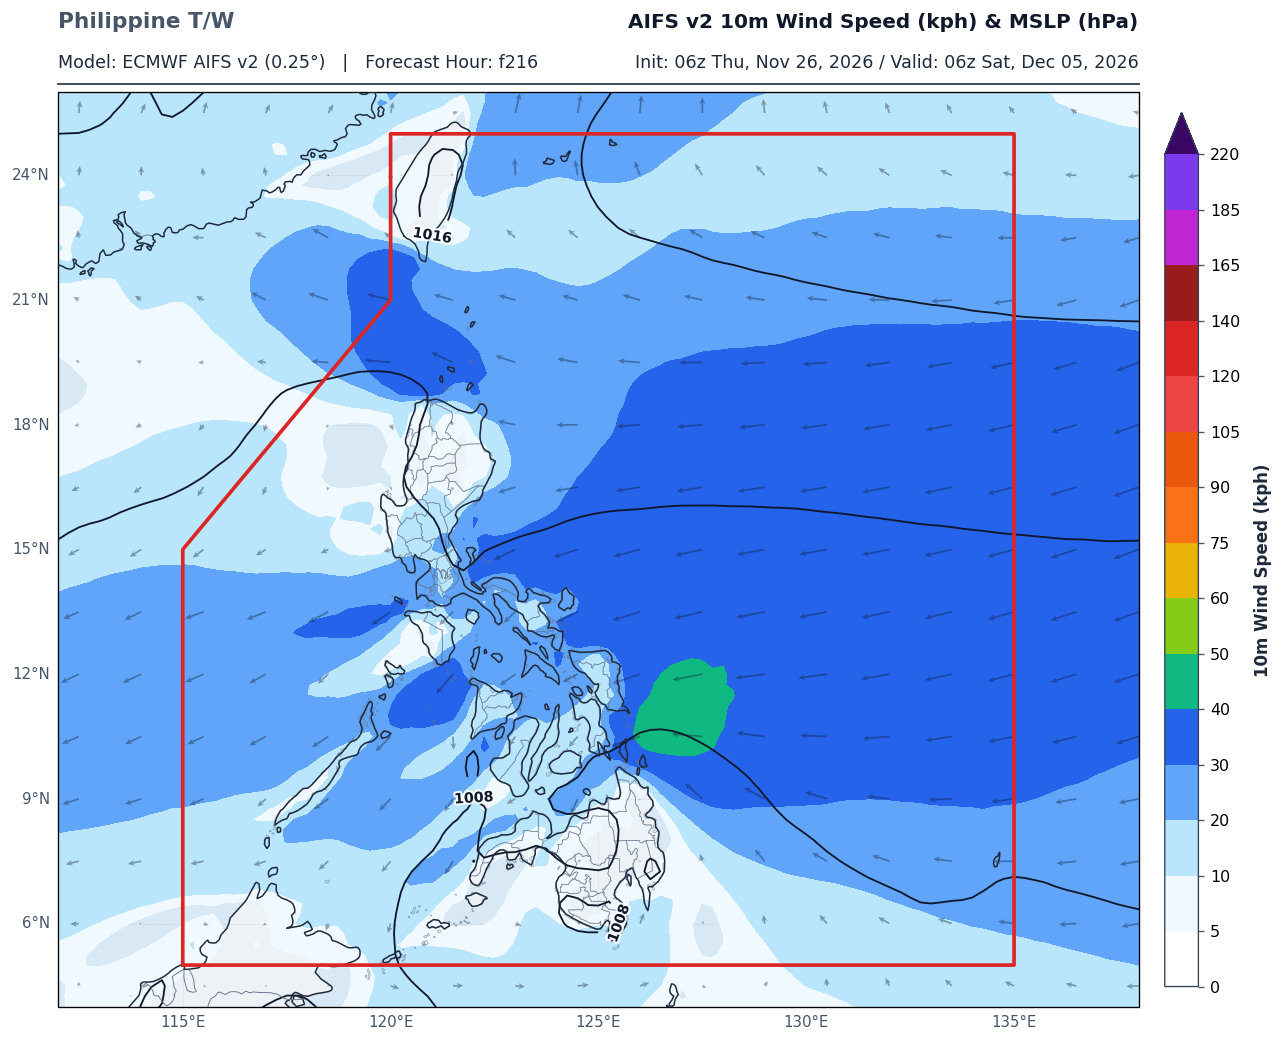 Philippine T/W
AIFS v2 10m Wind Speed (kph) & MSLP (hPa)
Model: ECMWF AIFS v2 (0.25°) | Forecast Hour: f216
Init: 06z Thu, Nov 26, 2026 / Valid: 06z Sat, Dec 05, 2026
24°N
21°N
18°N
15°N
12°N
9°N
6°N
115°E
120°E
125°E
130°E
135°E
1016
1008
1008
220
185
165
140
120
105
90
75
60
50
40
30
20
10
5
0
10m Wind Speed (kph)